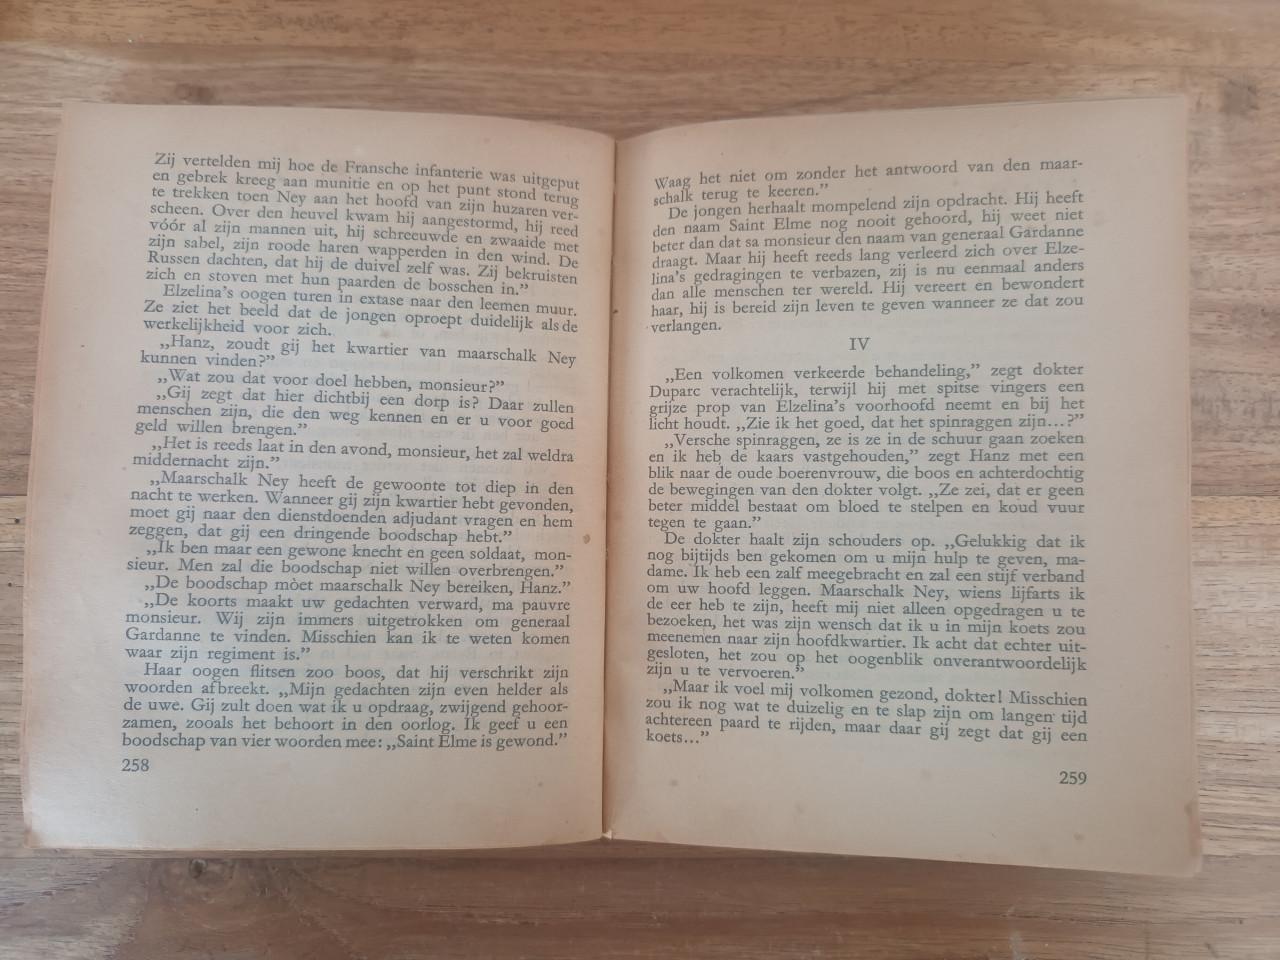 Zij vertelden mij hoe de Fransche infanterie was uitgeput
en gebrek kreeg aan munitie en op het punt stond terug
te trekken toen Ney aan het hoofd van zijn huzaren ver-
scheen. Over den heuvel kwam hij aangestormd, hij reed
vóór al zijn mannen uit, hij schreeuwde en zwaaide met
zijn sabel, zijn roode haren wapperden in den wind. De
Russen dachten, dat hij de duivel zelf was. Zij bekruisten
zich en stoven met hun paarden de bosschen in.”
Elzelina’s oogen turen in extase naar den leemen muur.
Ze ziet het beeld dat de jongen oproept duidelijk als de
werkelijkheid voor zich.
„Hanz, zoudt gij het kwartier van maarschalk Ney
kunnen vinden?”
„Wat zou dat voor doel hebben, monsieur?”
„Gij zegt dat hier dichtbij een dorp is? Daar zullen
menschen zijn, die den weg kennen en er u voor goed
geld willen brengen.”
„Het is reeds laat in den avond, monsieur, het zal weldra
middernacht zijn.”
„Maarschalk Ney heeft de gewoonte tot diep in den
nacht te werken. Wanneer gij zijn kwartier hebt gevonden,
moet gij naar den dienstdoenden adjudant vragen en hem
zeggen, dat gij een dringende boodschap hebt.”
„Ik ben maar een gewone knecht en geen soldaat, mon-
sieur. Men zal die boodschap niet willen overbrengen.”
„De boodschap mòet maarschalk Ney bereiken, Hanz.”
„De koorts maakt uw gedachten verward, ma pauvre
monsieur. Wij zijn immers uitgetrokken om generaal
Gardanne te vinden. Misschien kan ik te weten komen
waar zijn regiment is.”
Haar oogen flitsen zoo boos, dat hij verschrikt zijn
woorden afbreekt. „Mijn gedachten zijn even helder als
de uwe. Gij zult doen wat ik u opdraag, zwijgend gehoor-
zamen, zooals het behoort in den oorlog. Ik geef u een
boodschap van vier woorden mee: „Saint Elme is gewond.”
258
Waag het niet om zonder het antwoord van den maar-
schalk terug te keeren.”
De jongen herhaalt mompelend zijn opdracht. Hij heeft
den naam Saint Elme nog nooit gehoord, hij weet niet
beter dan dat sa monsieur den naam van generaal Gardanne
draagt. Maar hij heeft reeds lang verleerd zich over Elze-
lina’s gedragingen te verbazen, zij is nu eenmaal anders
dan alle menschen ter wereld. Hij vereert en bewondert
haar, hij is bereid zijn leven te geven wanneer ze dat zou
verlangen.
IV
„Een volkomen verkeerde behandeling,” zegt dokter
Duparc verachtelijk, terwijl hij met spitse vingers een
grijze prop van Elzelina’s voorhoofd neemt en bij het
licht houdt. „Zie ik het goed, dat het spinraggen zijn...?”
„Versche spinraggen, ze is ze in de schuur gaan zoeken
en ik heb de kaars vastgehouden,” zegt Hanz met een
blik naar de oude boerenvrouw, die boos en achterdochtig
de bewegingen van den dokter volgt. „Ze zei, dat er geen
beter middel bestaat om bloed te stelpen en koud vuur
tegen te gaan.”
De dokter haalt zijn schouders op. „Gelukkig dat ik
nog bijtijds ben gekomen om u mijn hulp te geven, ma-
dame. Ik heb een zalf meegebracht en zal een stijf verband
om uw hoofd leggen. Maarschalk Ney, wiens lijfarts ik
de eer heb te zijn, heeft mij niet alleen opgedragen u te
bezoeken, het was zijn wensch dat ik u in mijn koets zou
meenemen naar zijn hoofdkwartier. Ik acht dat echter uit-
gesloten, het zou op het oogenblik onverantwoordelijk
zijn u te vervoeren.”
„Maar ik voel mij volkomen gezond, dokter! Misschien
zou ik nog wat te duizelig en te slap zijn om langen tijd
achtereen paard te rijden, maar daar gij zegt dat gij een
koets...”
259